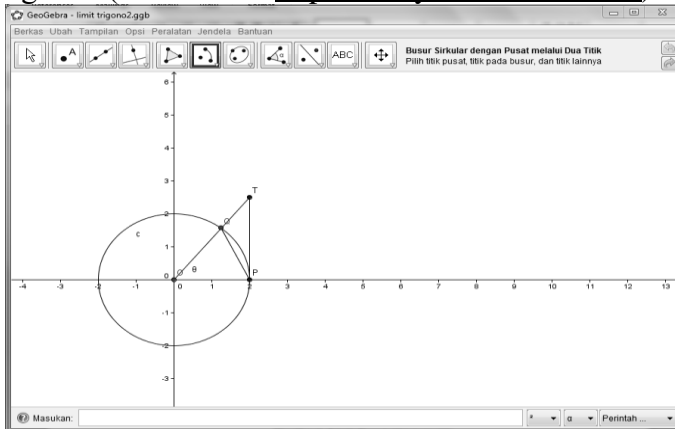 GeoGebra - limit trigono2.ggb
Berkas Ubah Tampilan Opsi Peralatan Jendela Bantuan
A
ABC
Busur Sirkular dengan Pusat melalui Dua Titik
Pilih titik pusat, titik pada busur, dan titik lainnya
6
5
4
3
T
2
Q
c
1
0
O
θ
P
-4 -3 -2 0 1 2 3 4 5 6 7 8 9 10 11 12 13
-1
-2
-3
Masukan:
α
Perintah ...